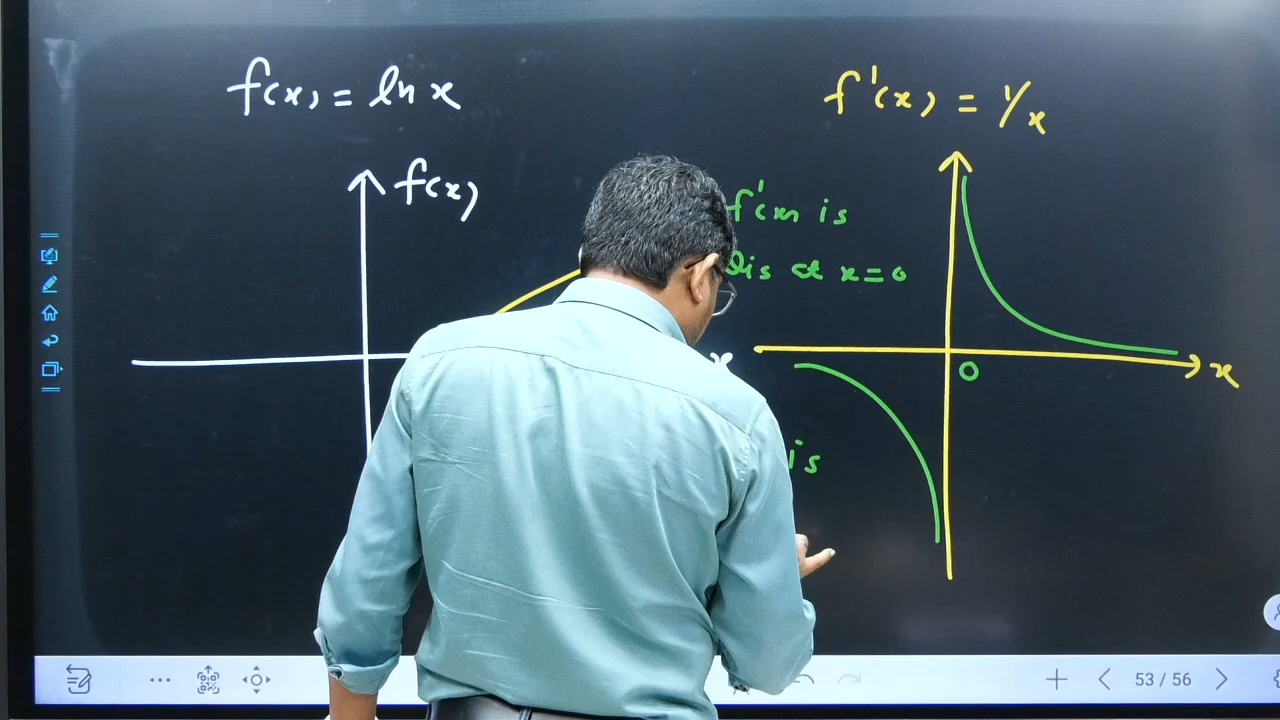 f(x) = ln x
f'(x) = 1/x
f(x)
f'(x) is
Dis at x=0
x
x
0
is
53 / 56